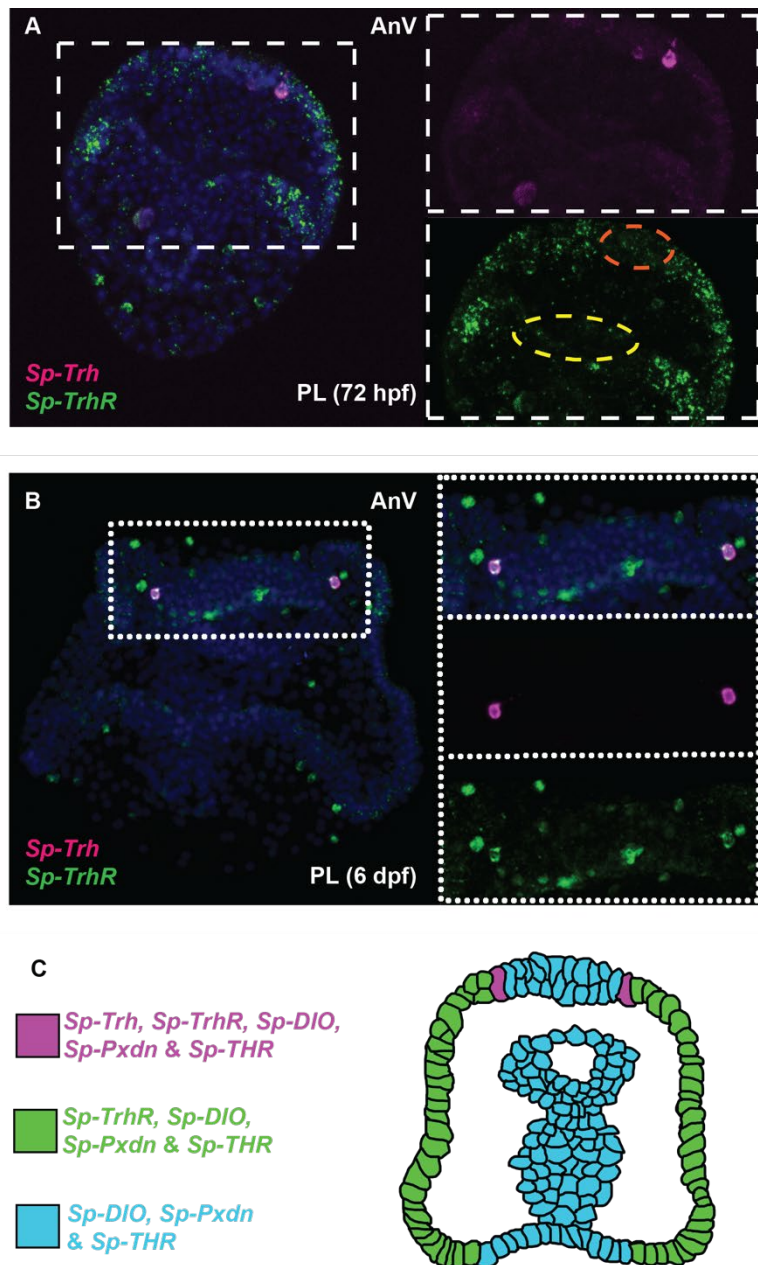 A
AnV
Sp-Trh
Sp-TrhR
PL (72 hpf)
B
AnV
Sp-Trh
Sp-TrhR
PL (6 dpf)
C
Sp-Trh, Sp-TrhR, Sp-DIO,
Sp-Pxdn & Sp-THR
Sp-TrhR, Sp-DIO,
Sp-Pxdn & Sp-THR
Sp-DIO, Sp-Pxdn
& Sp-THR